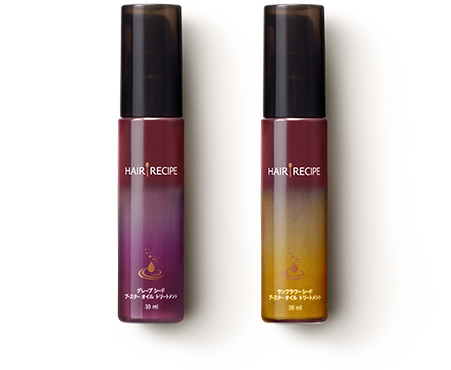 HAIR RECIPE
グレープ シード
ブースター オイル トリートメント
30 ml
HAIR RECIPE
サンフラワー シード
ブースター オイル トリートメント
30 ml